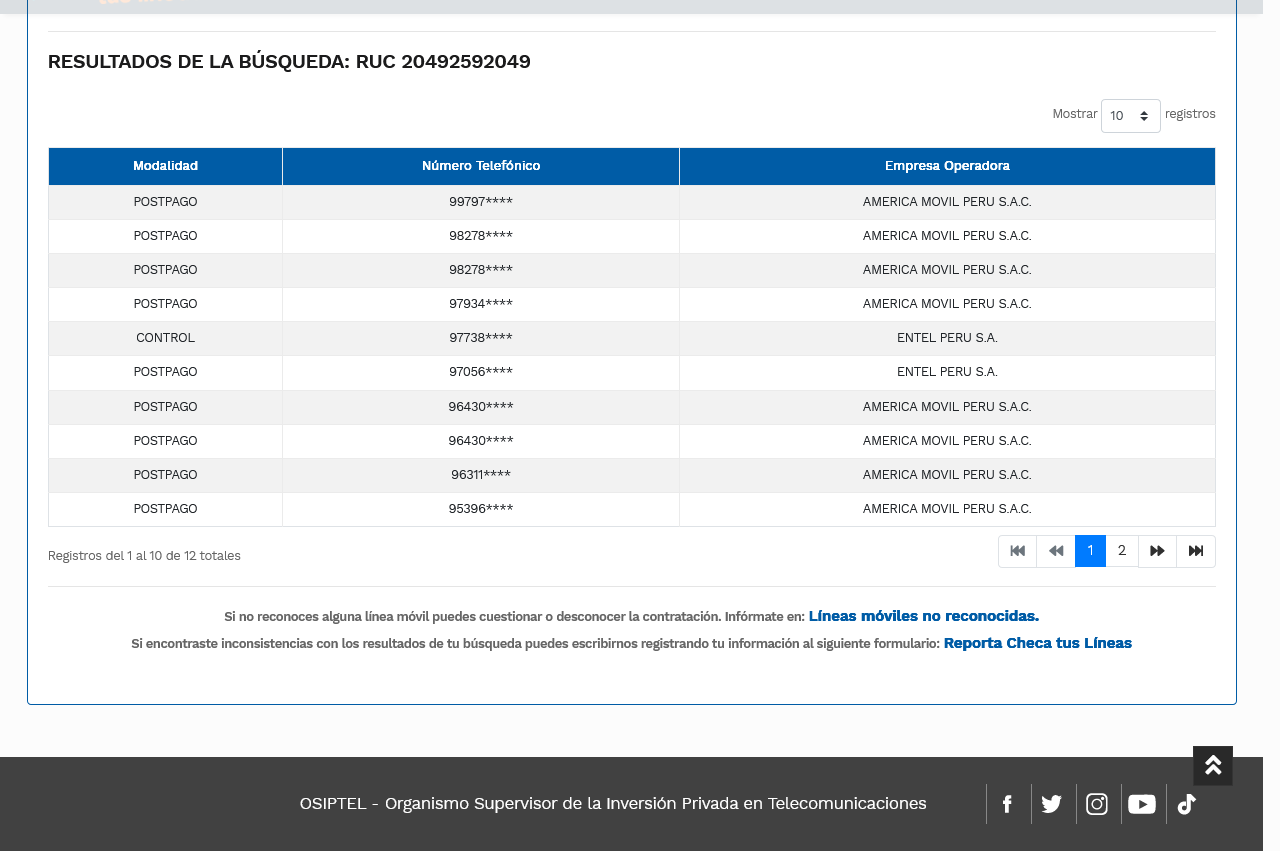 RESULTADOS DE LA BÚSQUEDA: RUC 20492592049
Mostrar 10 registros
Modalidad Número Telefónico Empresa Operadora
POSTPAGO 99797**** AMERICA MOVIL PERU S.A.C.
POSTPAGO 98278**** AMERICA MOVIL PERU S.A.C.
POSTPAGO 98278**** AMERICA MOVIL PERU S.A.C.
POSTPAGO 97934**** AMERICA MOVIL PERU S.A.C.
CONTROL 97738**** ENTEL PERU S.A.
POSTPAGO 97056**** ENTEL PERU S.A.
POSTPAGO 96430**** AMERICA MOVIL PERU S.A.C.
POSTPAGO 96430**** AMERICA MOVIL PERU S.A.C.
POSTPAGO 96311**** AMERICA MOVIL PERU S.A.C.
POSTPAGO 95396**** AMERICA MOVIL PERU S.A.C.
Registros del 1 al 10 de 12 totales 1 2
Si no reconoces alguna línea móvil puedes cuestionar o desconocer la contratación. Infórmate en: Líneas móviles no reconocidas.
Si encontraste inconsistencias con los resultados de tu búsqueda puedes escribirnos registrando tu información al siguiente formulario: Reporta Checa tus Líneas
OSIPTEL - Organismo Supervisor de la Inversión Privada en Telecomunicaciones